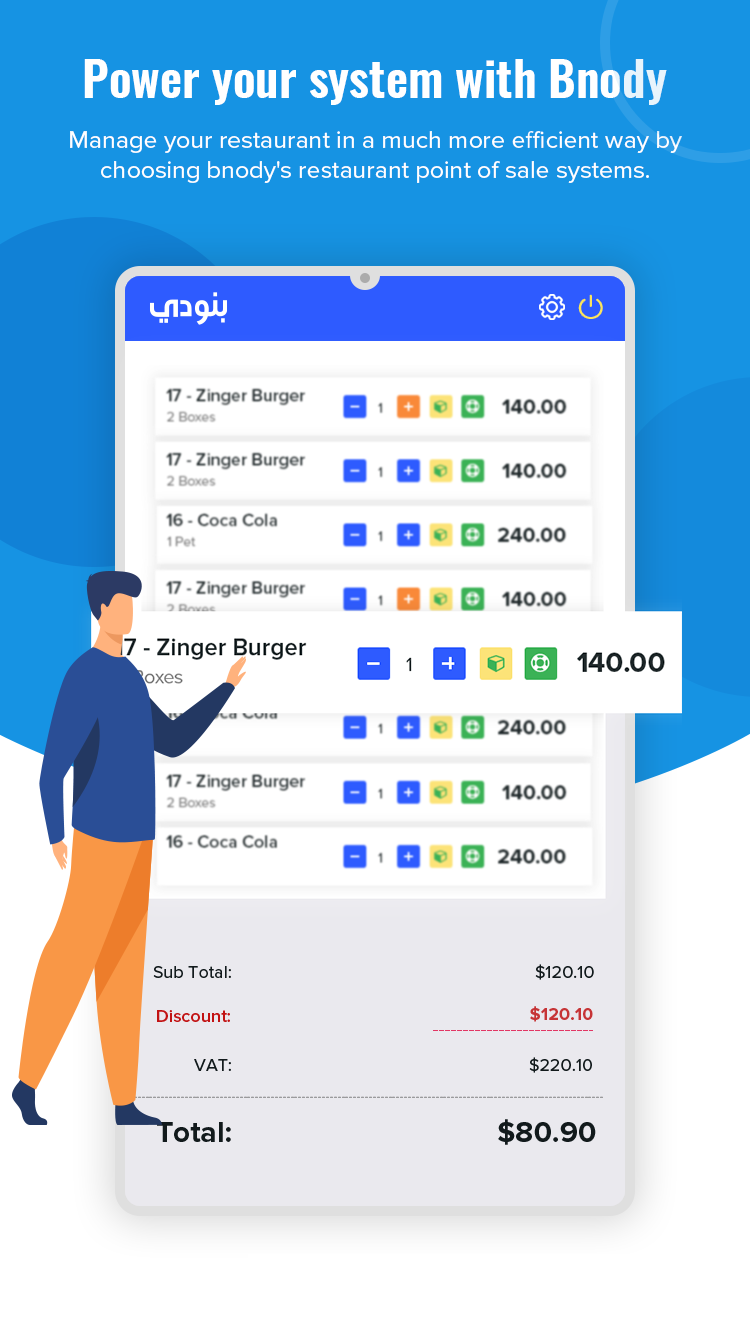 Power your system with Bnody
Manage your restaurant in a much more efficient way by
choosing bnody's restaurant point of sale systems.
بنودي
17 - Zinger Burger
2 Boxes
1
140.00
17 - Zinger Burger
2 Boxes
1
140.00
16 - Coca Cola
1 Pet
1
240.00
17 - Zinger Burger
2 Boxes
1
140.00
17 - Zinger Burger
Boxes
1
140.00
Coca Cola
1
240.00
17 - Zinger Burger
2 Boxes
1
140.00
16 - Coca Cola
1
240.00
Sub Total:
$120.10
Discount:
$120.10
VAT:
$220.10
Total:
$80.90